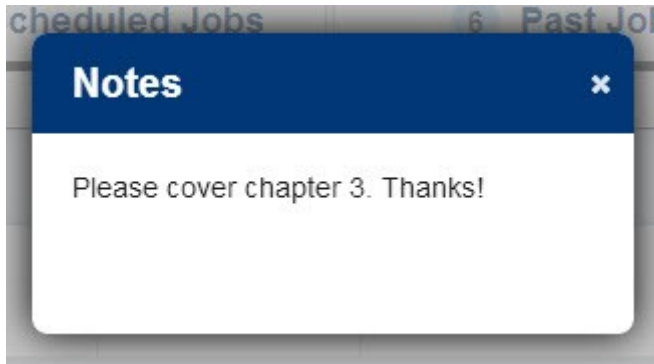 cheduled Jobs
6 Past Jo
Notes
×
Please cover chapter 3. Thanks!